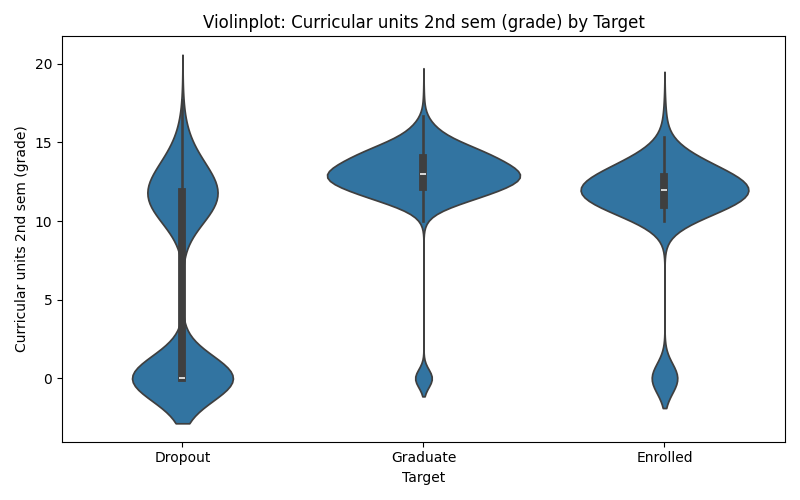 Violinplot: Curricular units 2nd sem (grade) by Target
20
15
10
5
0
Curricular units 2nd sem (grade)
Dropout
Graduate
Enrolled
Target